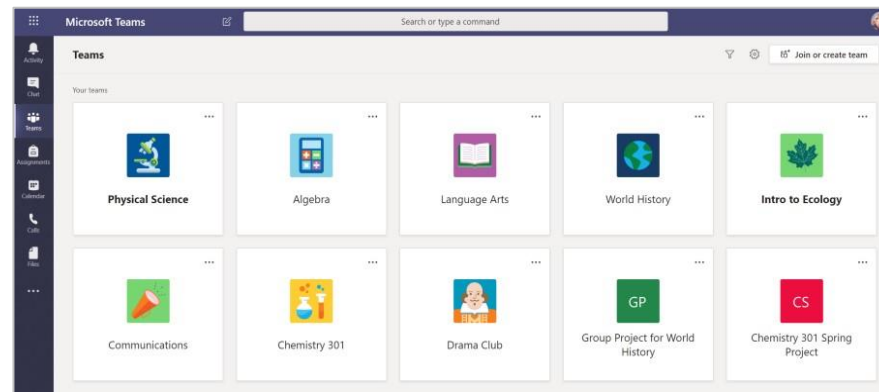 Microsoft Teams
Search or type a command
Activity
Chat
Teams
Assignments
Calendar
Calls
Files
Teams
Join or create team
Your teams
Physical Science
Algebra
Language Arts
World History
Intro to Ecology
Communications
Chemistry 301
Drama Club
GP
Group Project for World
History
CS
Chemistry 301 Spring
Project